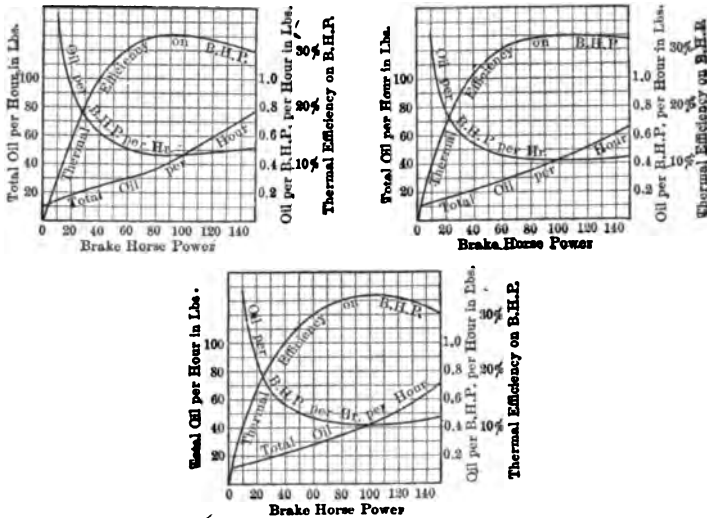 Total Oil per Hour in Lbs.
100
80
60
40
20
Oil per B.H.P. per Hr.
Thermal Efficiency on B.H.P.
Total Oil per Hour
1.0
0.8
0.6
0.4
0.2
Oil per B.H.P. per Hour in Lbs.
30%
20%
10%
Thermal Efficiency on B.H.P.
0 20 40 60 80 100 120 140
Brake Horse Power
Total Oil per Hour in Lbs.
100
80
60
40
20
Oil per B.H.P. per Hr.
Thermal Efficiency on B.H.P.
Total Oil per Hour
1.0
0.8
0.6
0.4
0.2
Oil per B.H.P. per Hour in Lbs.
30%
20%
10%
Thermal Efficiency on B.H.P.
0 20 40 60 80 100 120 140
Brake Horse Power
Total Oil per Hour in Lbs.
100
80
60
40
20
Oil per B.H.P. per Hr.
Thermal Efficiency on B.H.P.
Total Oil per Hour
1.0
0.8
0.6
0.4
0.2
Oil per B.H.P. per Hour in Lbs.
30%
20%
10%
Thermal Efficiency on B.H.P.
0 20 40 60 80 100 120 140
Brake Horse Power